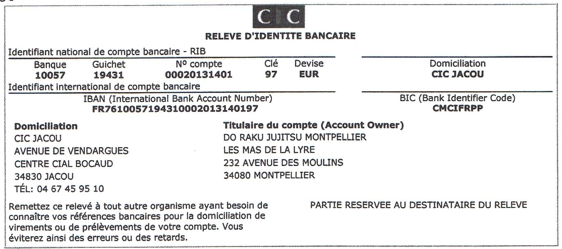 CIC
RELEVE D'IDENTITE BANCAIRE
Identifiant national de compte bancaire - RIB
Banque Guichet N° compte Clé Devise Domiciliation
10057 19431 00020131401 97 EUR CIC JACOU
Identifiant international de compte bancaire
IBAN (International Bank Account Number) BIC (Bank Identifier Code)
FR7610057194310002013140197 CMCIFRPP
Domiciliation Titulaire du compte (Account Owner)
CIC JACOU DO RAKU JUJITSU MONTPELLIER
AVENUE DE VENDARGUES LES MAS DE LA LYRE
CENTRE CIAL BOCAUD 232 AVENUE DES MOULINS
34830 JACOU 34080 MONTPELLIER
TÉL: 04 67 45 95 10
Remettez ce relevé à tout autre organisme ayant besoin de PARTIE RESERVEE AU DESTINATAIRE DU RELEVE
connaître vos références bancaires pour la domiciliation de
virements ou de prélèvements de votre compte. Vous
éviterez ainsi des erreurs ou des retards.